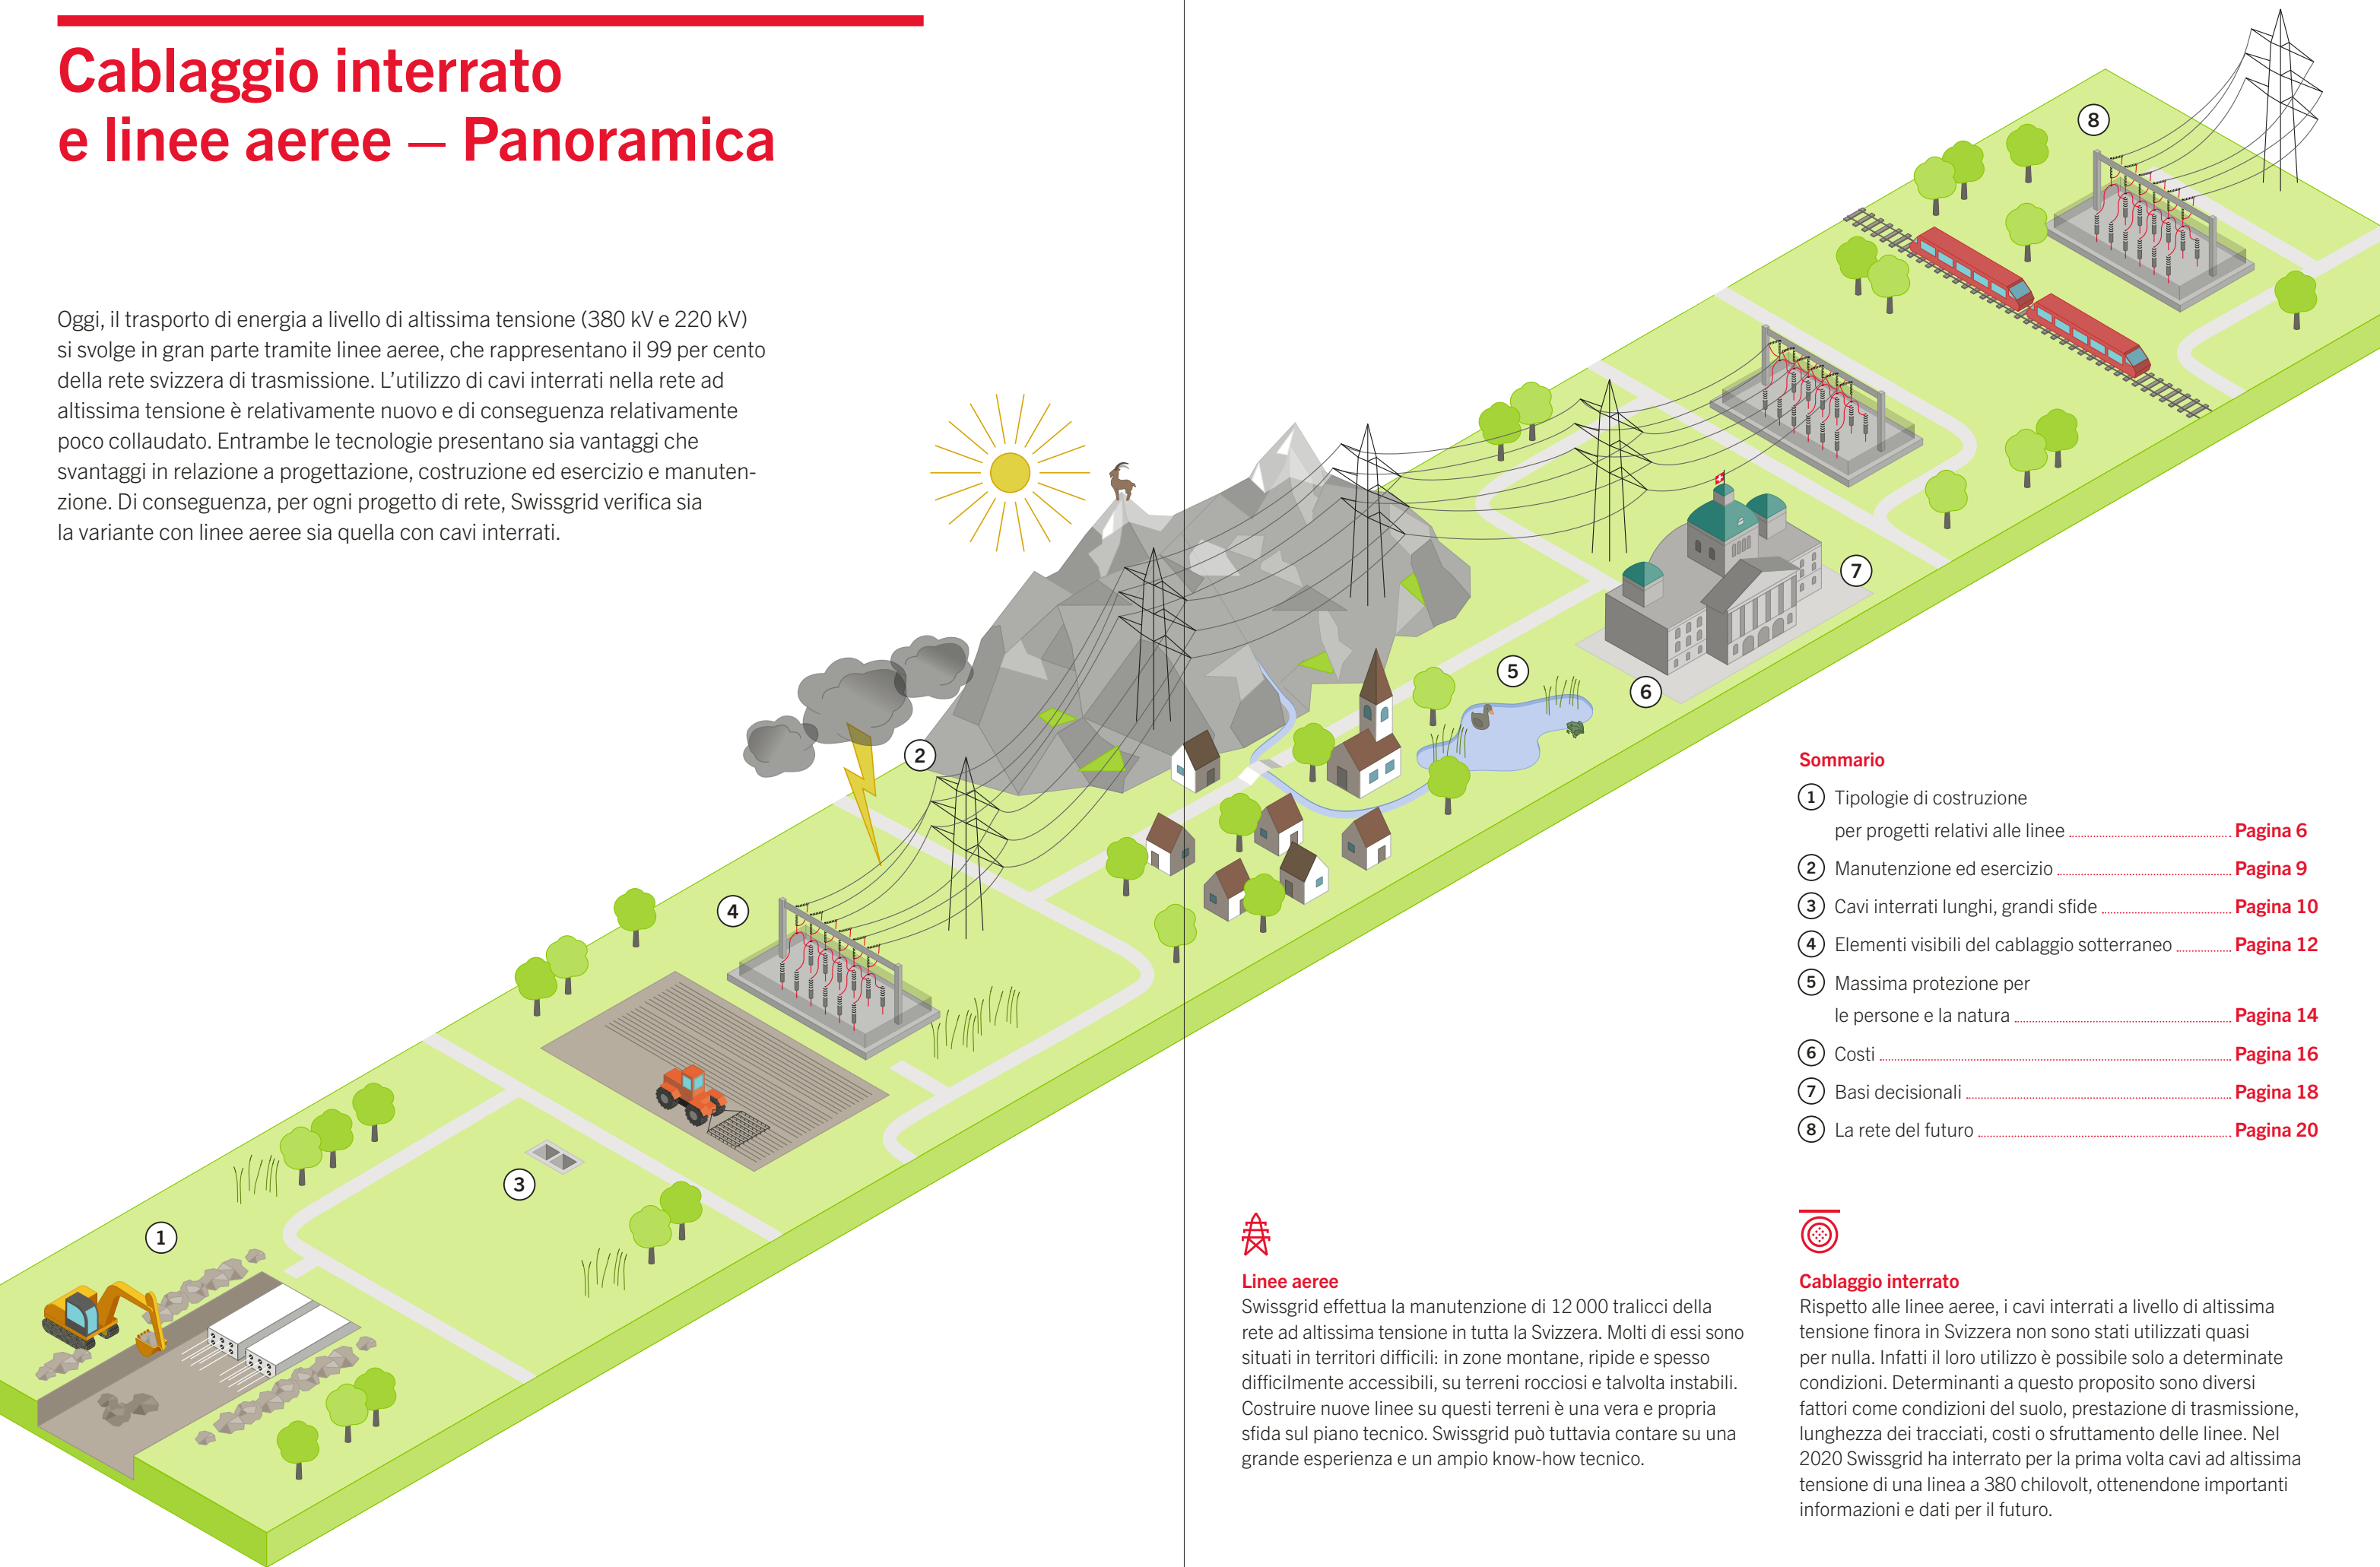 Cablaggio interrato
e linee aeree — Panoramica
Oggi, il trasporto di energia a livello di altissima tensione (380 kV e 220 kV)
si svolge in gran parte tramite linee aeree, che rappresentano il 99 per cento
della rete svizzera di trasmissione. L’utilizzo di cavi interrati nella rete ad
altissima tensione è relativamente nuovo e di conseguenza relativamente
poco collaudato. Entrambe le tecnologie presentano sia vantaggi che
svantaggi in relazione a progettazione, costruzione ed esercizio e manuten-
zione. Di conseguenza, per ogni progetto di rete, Swissgrid verifica sia
la variante con linee aeree sia quella con cavi interrati.
8
7
5
6
2
4
3
1
Sommario
1 Tipologie di costruzione
per progetti relativi alle linee Pagina 6
2 Manutenzione ed esercizio Pagina 9
3 Cavi interrati lunghi, grandi sfide Pagina 10
4 Elementi visibili del cablaggio sotterraneo Pagina 12
5 Massima protezione per
le persone e la natura Pagina 14
6 Costi Pagina 16
7 Basi decisionali Pagina 18
8 La rete del futuro Pagina 20
Linee aeree
Swissgrid effettua la manutenzione di 12 000 tralicci della
rete ad altissima tensione in tutta la Svizzera. Molti di essi sono
situati in territori difficili: in zone montane, ripide e spesso
difficilmente accessibili, su terreni rocciosi e talvolta instabili.
Costruire nuove linee su questi terreni è una vera e propria
sfida sul piano tecnico. Swissgrid può tuttavia contare su una
grande esperienza e un ampio know-how tecnico.
Cablaggio interrato
Rispetto alle linee aeree, i cavi interrati a livello di altissima
tensione finora in Svizzera non sono stati utilizzati quasi
per nulla. Infatti il loro utilizzo è possibile solo a determinate
condizioni. Determinanti a questo proposito sono diversi
fattori come condizioni del suolo, prestazione di trasmissione,
lunghezza dei tracciati, costi o sfruttamento delle linee. Nel
2020 Swissgrid ha interrato per la prima volta cavi ad altissima
tensione di una linea a 380 chilovolt, ottenendone importanti
informazioni e dati per il futuro.